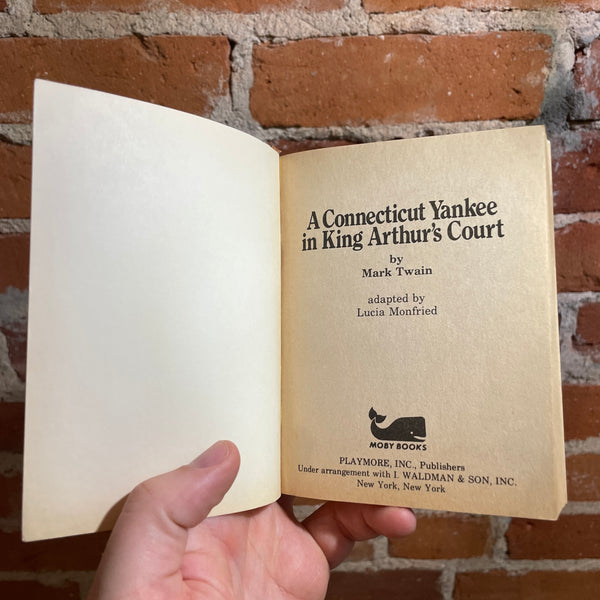 A Connecticut Yankee
in King Arthur's Court
by
Mark Twain
adapted by
Lucia Monfried
MOBY BOOKS
PLAYMORE, INC., Publishers
Under arrangement with I. WALDMAN & SON, INC.
New York, New York